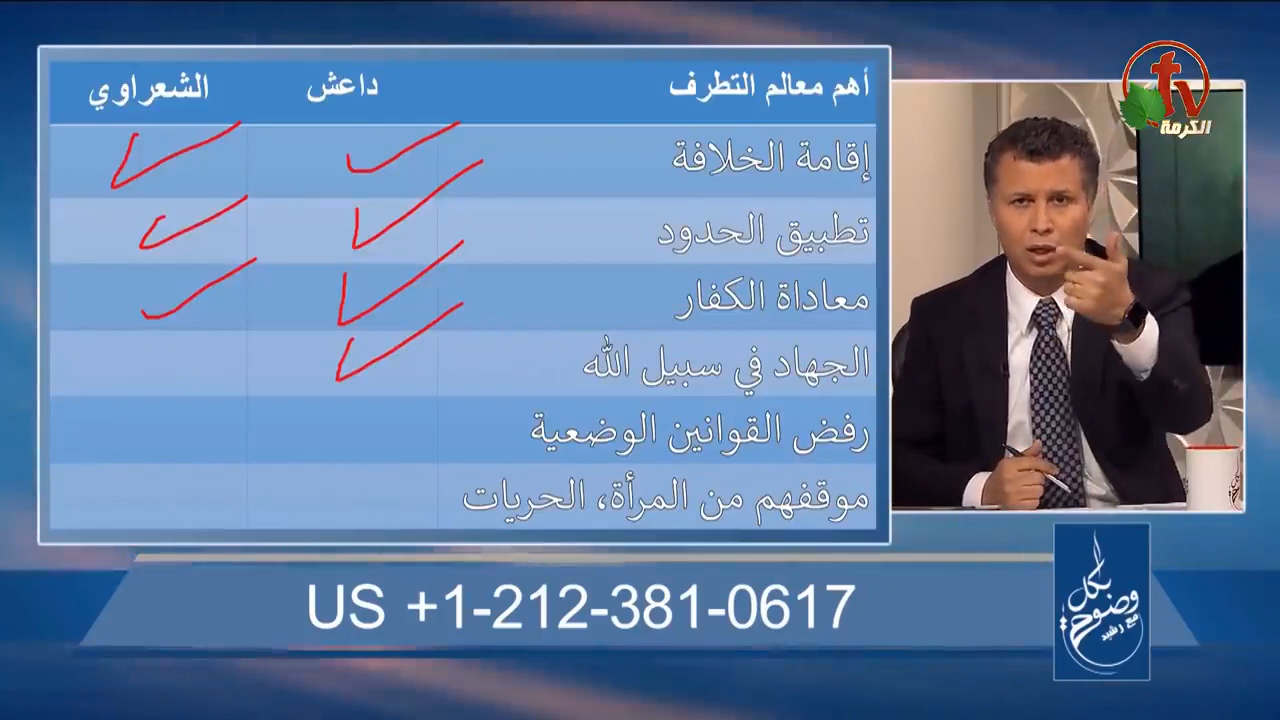 أهم معالم التطرف داعش الشعراوي
إقامة الخلافة
تطبيق الحدود
معاداة الكفار
الجهاد في سبيل الله
رفض القوانين الوضعية
موقفهم من المرأة، الحريات
US +1-212-381-0617
tv
الكرمة
بكل
وضوح
مع رشيد